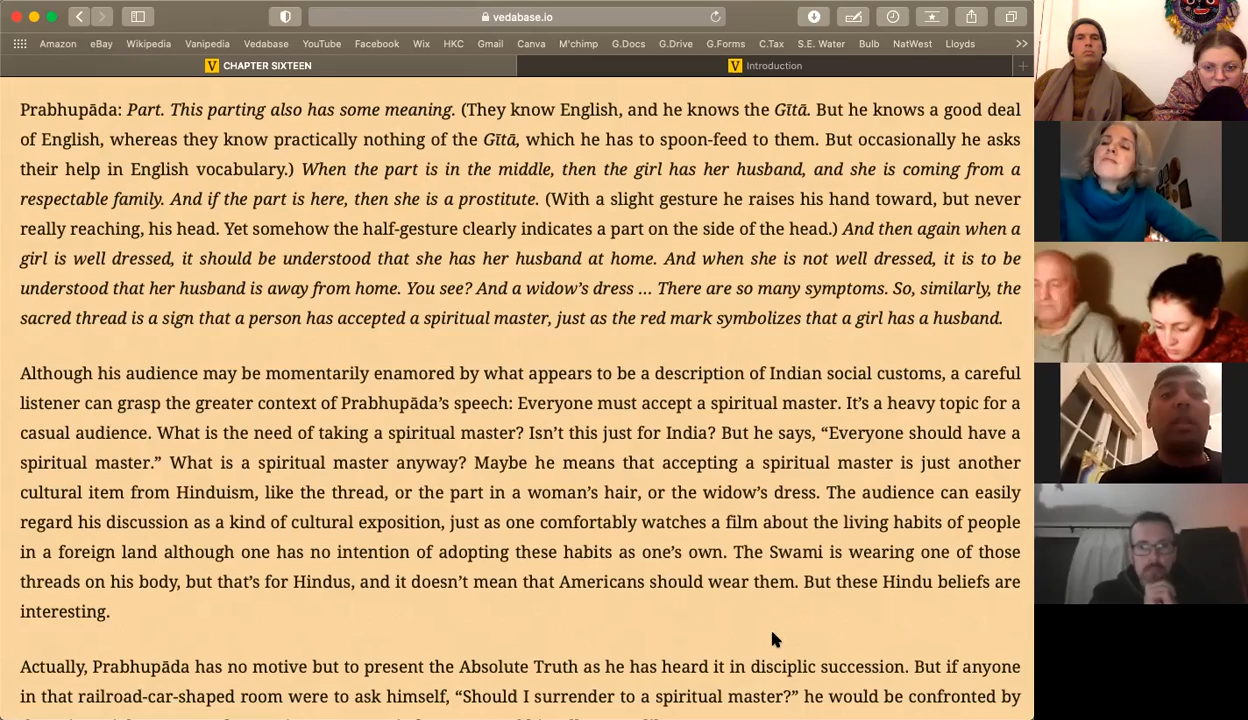 vedabase.io
Amazon eBay Wikipedia Vanipedia Vedabase YouTube Facebook Wix HKC Gmail Canva M'chimp G.Docs G.Drive G.Forms C.Tax S.E. Water Bulb NatWest Lloyds >>
V CHAPTER SIXTEEN V Introduction
Prabhupāda: Part. This parting also has some meaning. (They know English, and he knows the Gītā. But he knows a good deal
of English, whereas they know practically nothing of the Gītā, which he has to spoon-feed to them. But occasionally he asks
their help in English vocabulary.) When the part is in the middle, then the girl has her husband, and she is coming from a
respectable family. And if the part is here, then she is a prostitute. (With a slight gesture he raises his hand toward, but never
really reaching, his head. Yet somehow the half-gesture clearly indicates a part on the side of the head.) And then again when a
girl is well dressed, it should be understood that she has her husband at home. And when she is not well dressed, it is to be
understood that her husband is away from home. You see? And a widow’s dress … There are so many symptoms. So, similarly, the
sacred thread is a sign that a person has accepted a spiritual master, just as the red mark symbolizes that a girl has a husband.
Although his audience may be momentarily enamored by what appears to be a description of Indian social customs, a careful
listener can grasp the greater context of Prabhupāda’s speech: Everyone must accept a spiritual master. It’s a heavy topic for a
casual audience. What is the need of taking a spiritual master? Isn’t this just for India? But he says, “Everyone should have a
spiritual master.” What is a spiritual master anyway? Maybe he means that accepting a spiritual master is just another
cultural item from Hinduism, like the thread, or the part in a woman’s hair, or the widow’s dress. The audience can easily
regard his discussion as a kind of cultural exposition, just as one comfortably watches a film about the living habits of people
in a foreign land although one has no intention of adopting these habits as one’s own. The Swami is wearing one of those
threads on his body, but that’s for Hindus, and it doesn’t mean that Americans should wear them. But these Hindu beliefs are
interesting.
Actually, Prabhupāda has no motive but to present the Absolute Truth as he has heard it in disciplic succession. But if anyone
in that railroad-car-shaped room were to ask himself, “Should I surrender to a spiritual master?” he would be confronted by